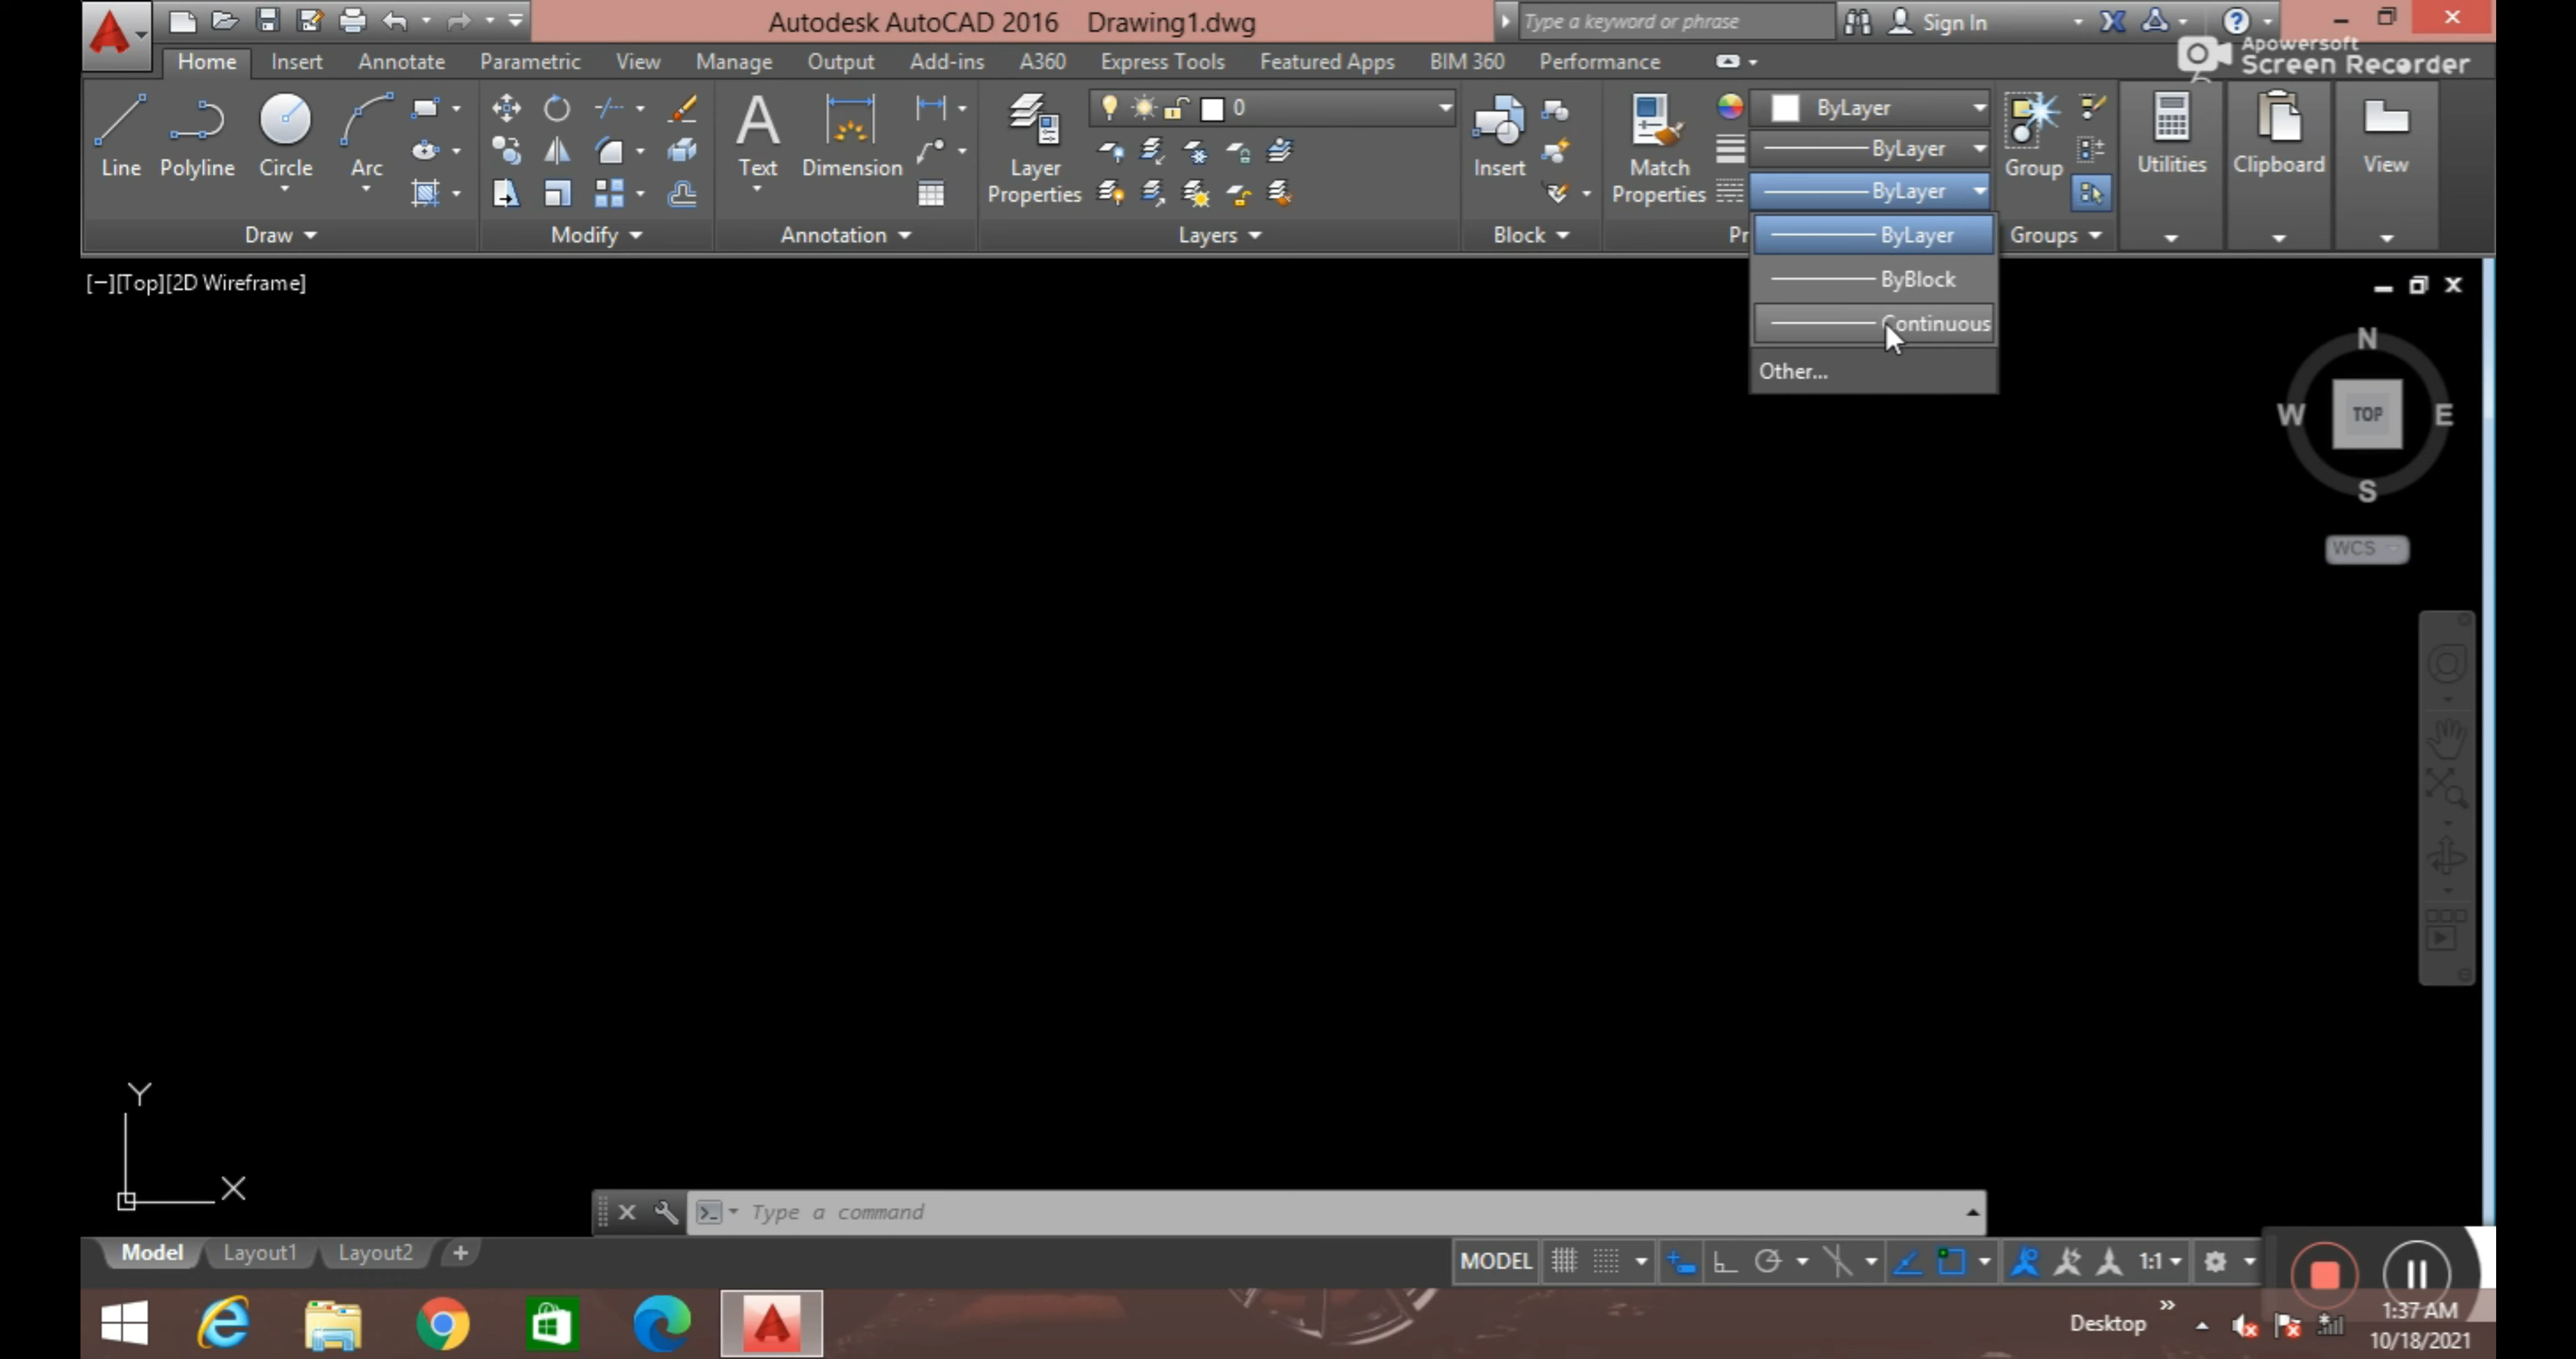 Autodesk AutoCAD 2016 Drawing1.dwg
Type a keyword or phrase
Sign In
Apowersoft
Screen Recorder
Home Insert Annotate Parametric View Manage Output Add-ins A360 Express Tools Featured Apps BIM 360 Performance
Line Polyline Circle Arc
Text Dimension
Layer
Properties
0
Insert
Match
Properties
ByLayer
ByLayer
ByLayer
Group
Utilities
Clipboard
View
Draw Modify Annotation Layers Block Pr Groups
ByLayer
ByBlock
Continuous
Other...
[−][Top][2D Wireframe]
N
W TOP E
S
WCS
Y
X
Type a command
Model Layout1 Layout2 +
MODEL 1:1
Desktop
1:37 AM
10/18/2021